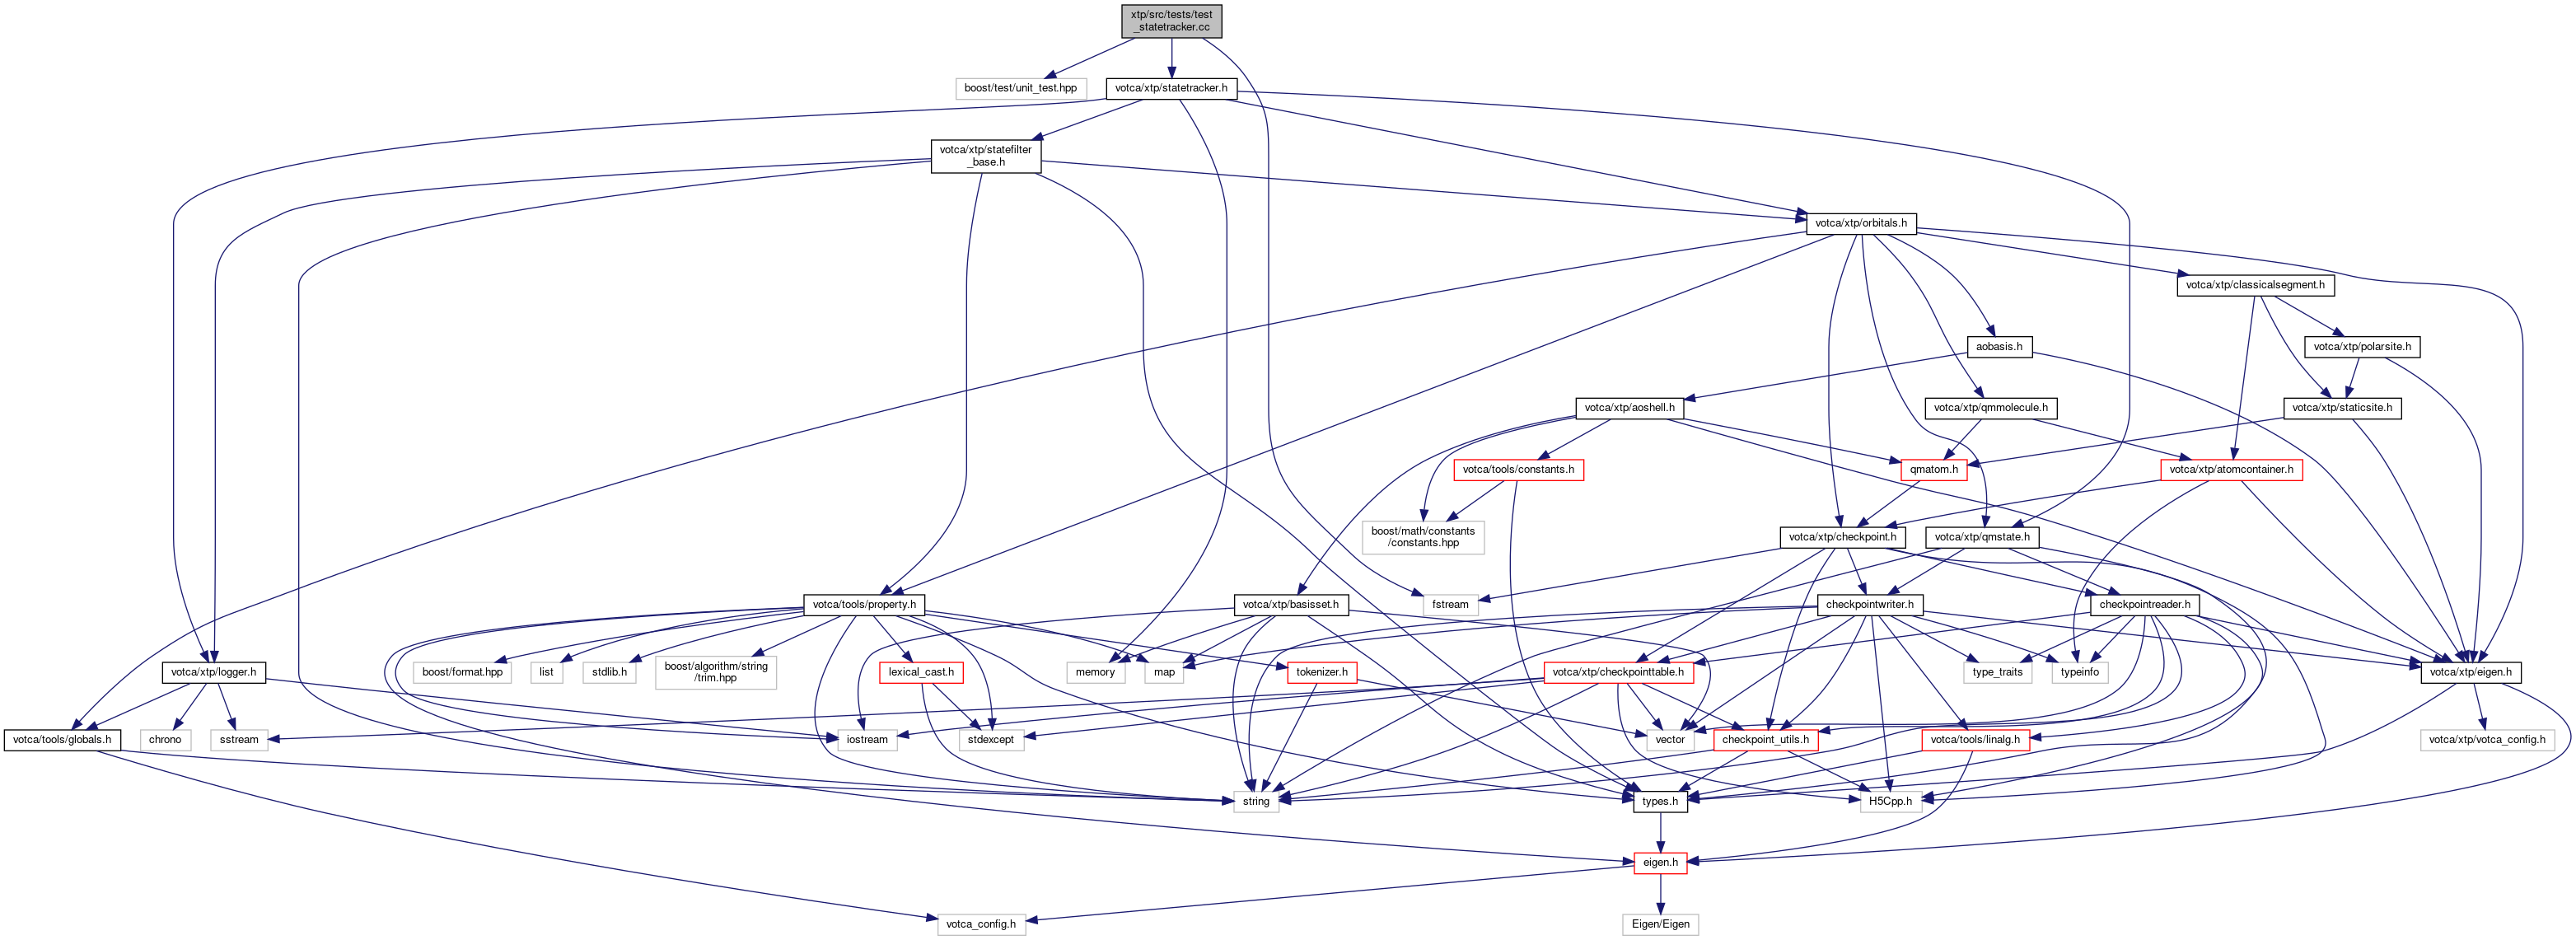 xtp/src/tests/test
_statetracker.cc
boost/test/unit_test.hpp
votca/xtp/statetracker.h
votca/xtp/statefilter
_base.h
votca/xtp/orbitals.h
votca/xtp/classicalsegment.h
aobasis.h
votca/xtp/polarsite.h
votca/xtp/aoshell.h
votca/xtp/qmmolecule.h
votca/xtp/staticsite.h
votca/tools/constants.h
qmatom.h
votca/xtp/atomcontainer.h
boost/math/constants
/constants.hpp
votca/xtp/checkpoint.h
votca/xtp/qmstate.h
votca/tools/property.h
votca/xtp/basisset.h
fstream
checkpointwriter.h
checkpointreader.h
votca/xtp/logger.h
boost/format.hpp
list
stdlib.h
boost/algorithm/string
/trim.hpp
lexical_cast.h
memory
map
tokenizer.h
votca/xtp/checkpointtable.h
type_traits
typeinfo
votca/xtp/eigen.h
votca/tools/globals.h
chrono
sstream
iostream
stdexcept
vector
checkpoint_utils.h
votca/tools/linalg.h
votca/xtp/votca_config.h
string
types.h
H5Cpp.h
eigen.h
votca_config.h
Eigen/Eigen